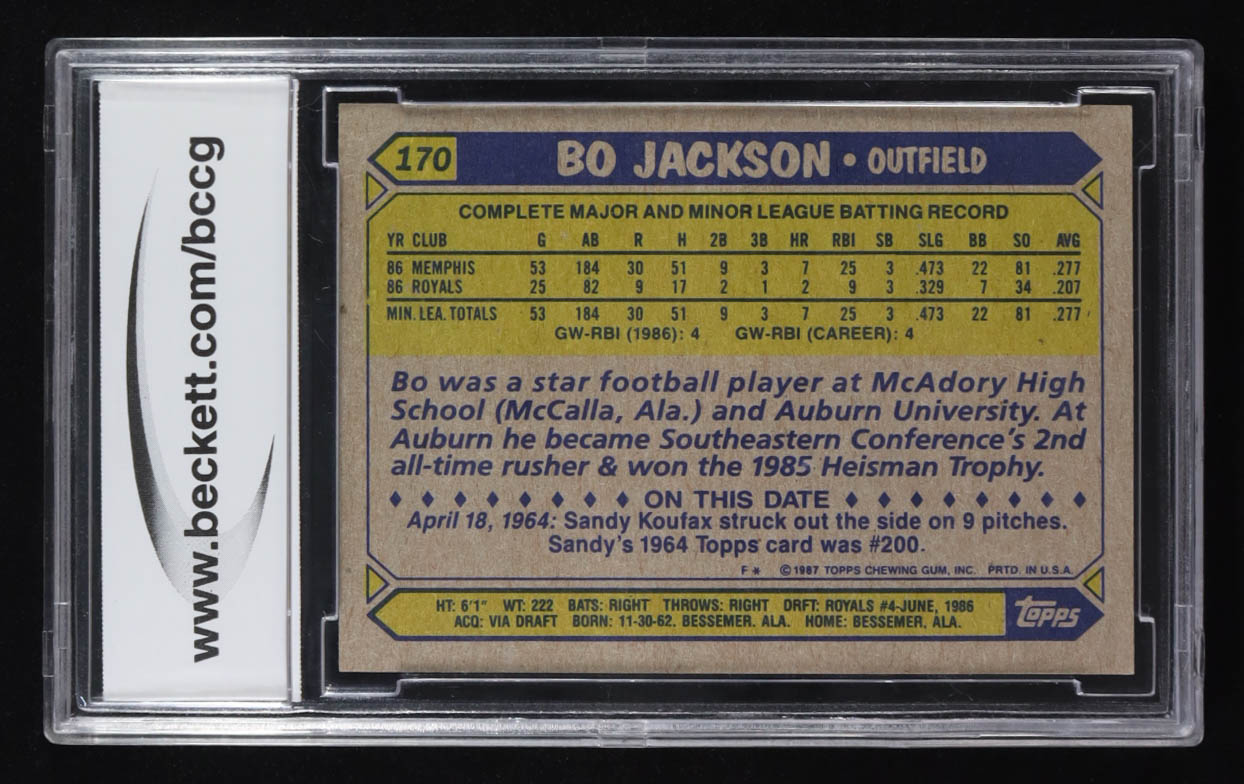 www.beckett.com/bccg
170 BO JACKSON • OUTFIELD
COMPLETE MAJOR AND MINOR LEAGUE BATTING RECORD
YR CLUB G AB R H 2B 3B HR RBI SB SLG BB SO AVG
86 MEMPHIS 53 184 30 51 9 3 7 25 3 .473 22 81 .277
86 ROYALS 25 82 9 17 2 1 2 9 3 .329 7 34 .207
MIN. LEA. TOTALS 53 184 30 51 9 3 7 25 3 .473 22 81 .277
GW-RBI (1986): 4 GW-RBI (CAREER): 4
Bo was a star football player at McAdory High
School (McCalla, Ala.) and Auburn University. At
Auburn he became Southeastern Conference's 2nd
all-time rusher & won the 1985 Heisman Trophy.
♦ ♦ ♦ ♦ ♦ ♦ ♦ ♦ ON THIS DATE ♦ ♦ ♦ ♦ ♦ ♦ ♦ ♦
April 18, 1964: Sandy Koufax struck out the side on 9 pitches.
Sandy's 1964 Topps card was #200.
F * © 1987 TOPPS CHEWING GUM, INC. PRTD. IN U.S.A.
HT: 6'1" WT: 222 BATS: RIGHT THROWS: RIGHT DRFT: ROYALS #4-JUNE, 1986
ACQ: VIA DRAFT BORN: 11-30-62, BESSEMER, ALA. HOME: BESSEMER, ALA.
Topps